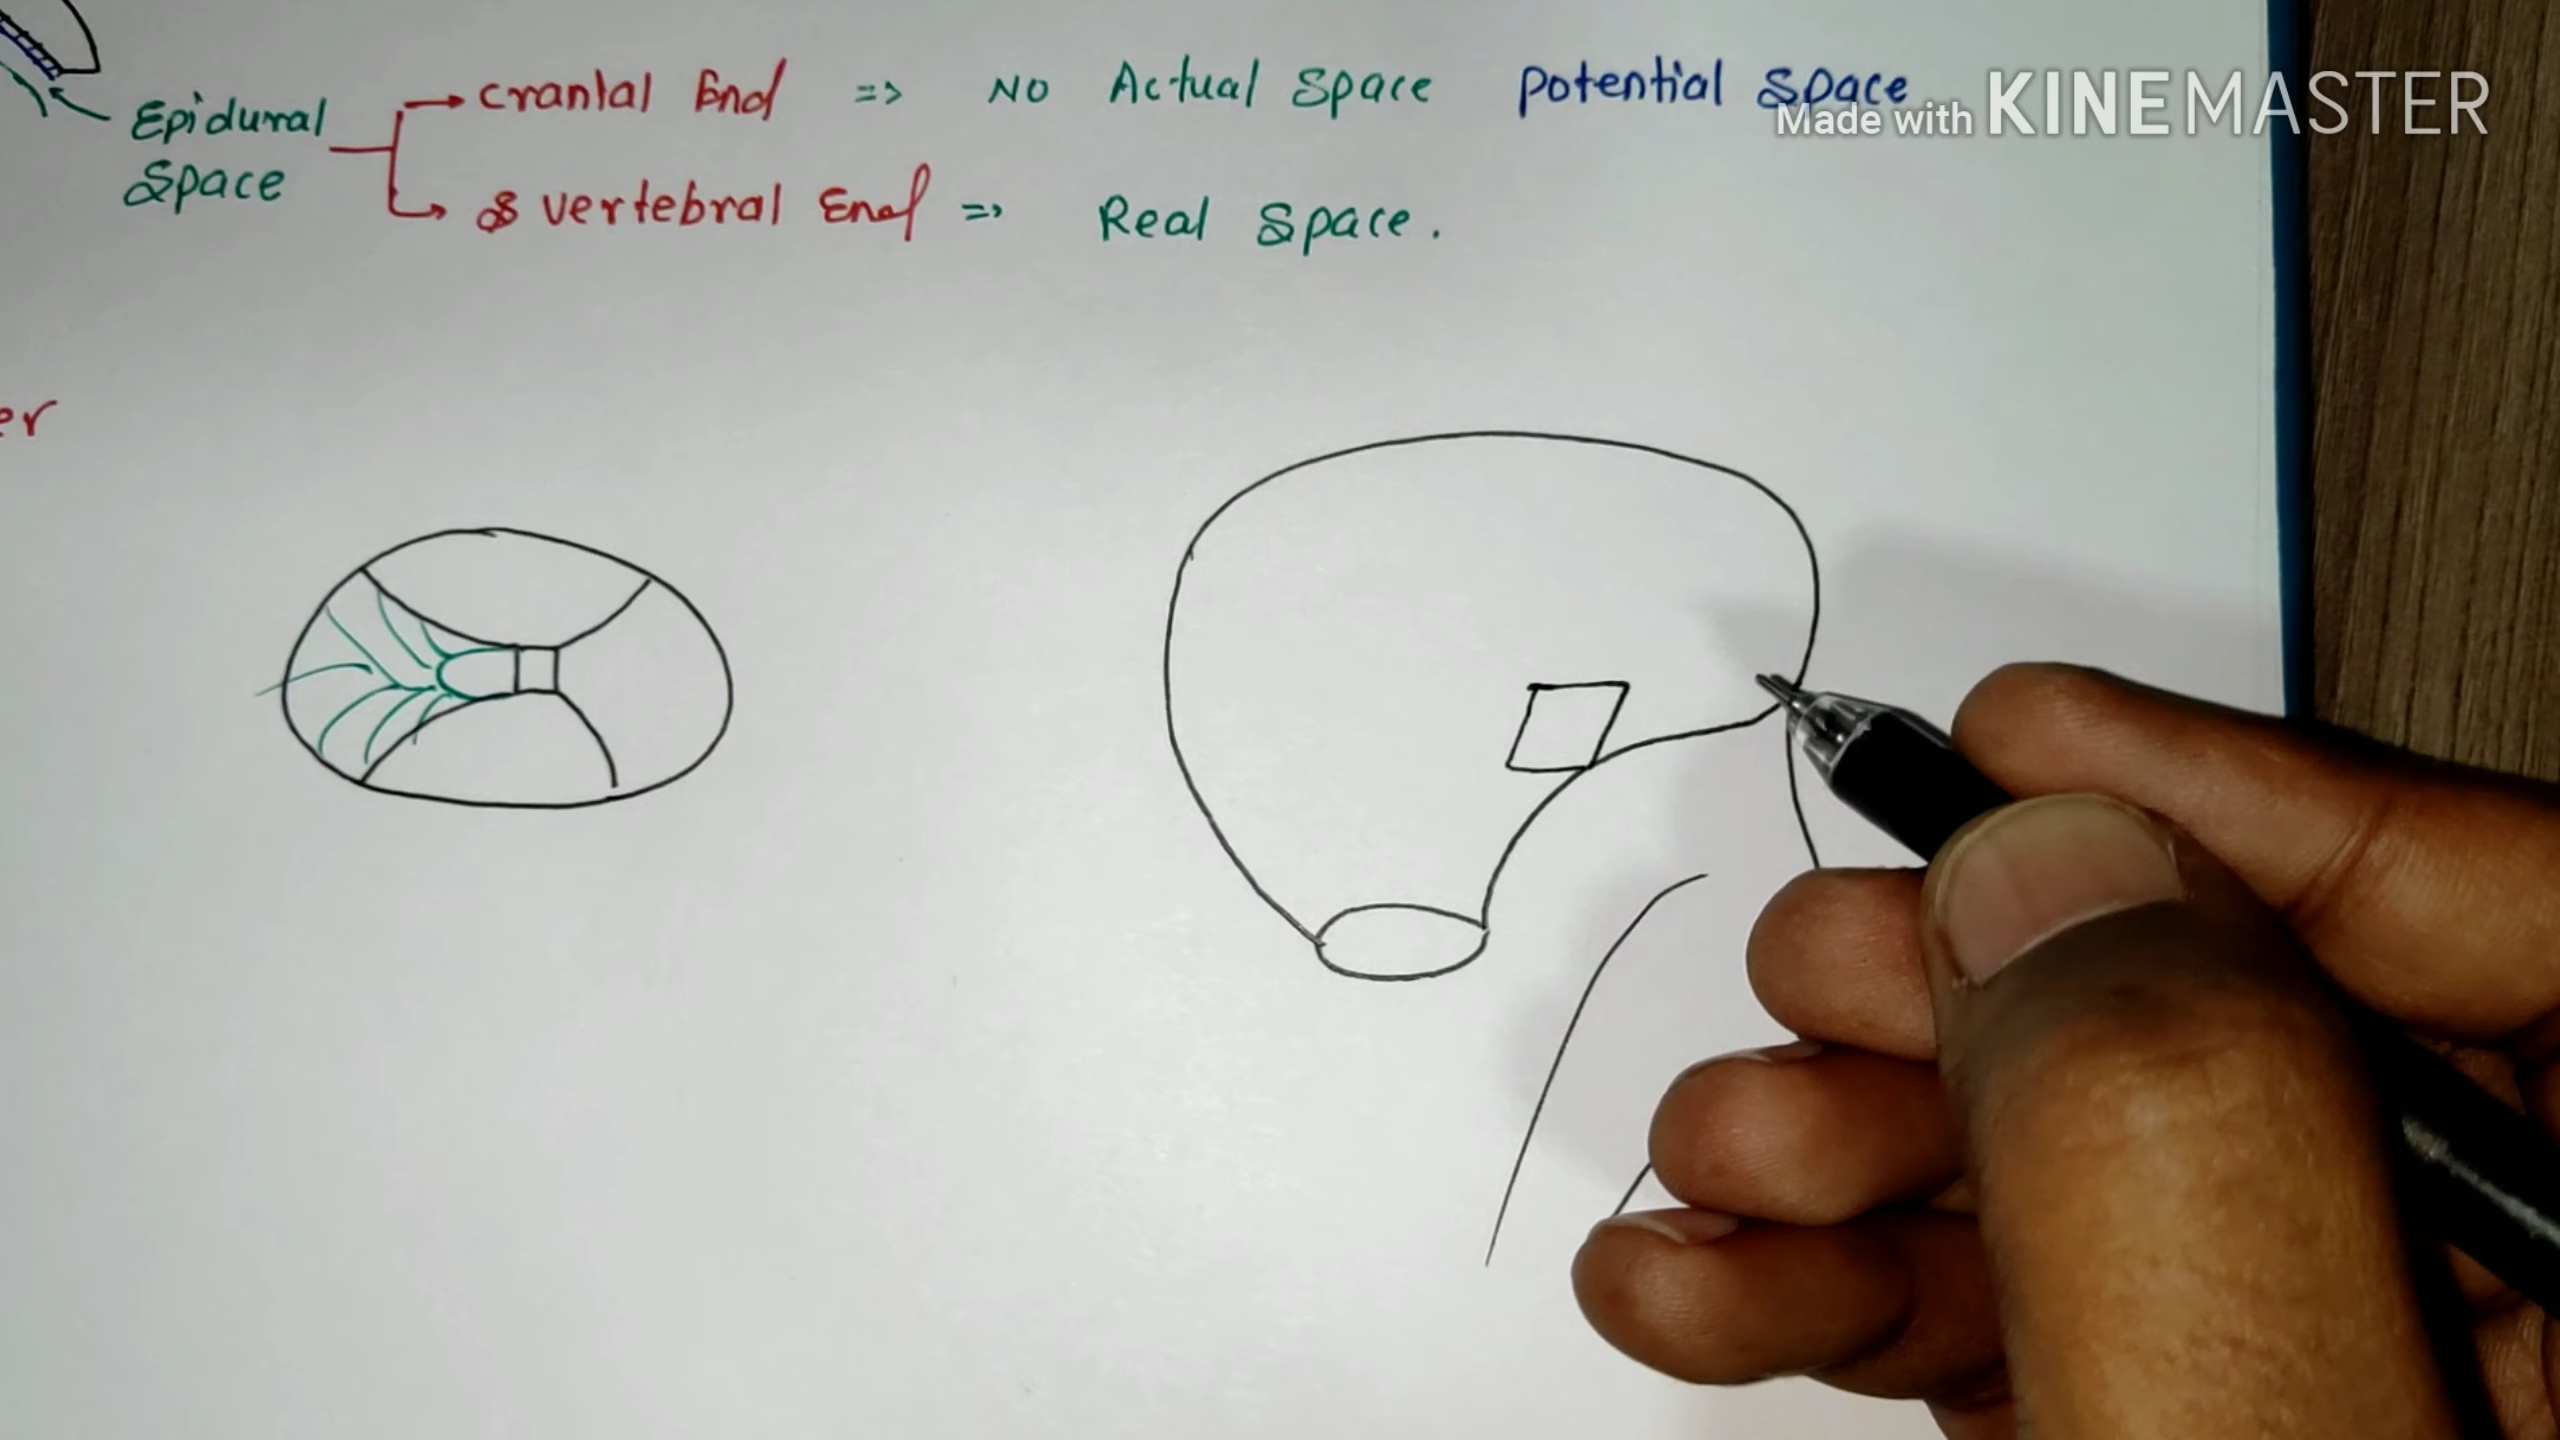 Epidural
Space
cranial End => NO Actual Space potential Space
vertebral End => Real Space.
Made with KINEMASTER
er